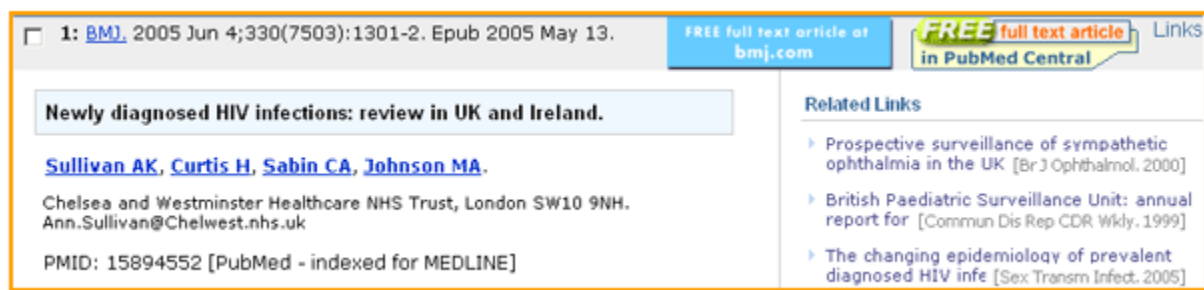 1: BMJ. 2005 Jun 4;330(7503):1301-2. Epub 2005 May 13.
FREE full text article at
bmj.com
FREE full text article
in PubMed Central
Links
Newly diagnosed HIV infections: review in UK and Ireland.
Sullivan AK, Curtis H, Sabin CA, Johnson MA.
Chelsea and Westminster Healthcare NHS Trust, London SW10 9NH.
Ann.Sullivan@Chelwest.nhs.uk
PMID: 15894552 [PubMed - indexed for MEDLINE]
Related Links
Prospective surveillance of sympathetic
ophthalmia in the UK [Br J Ophthalmol. 2000]
British Paediatric Surveillance Unit: annual
report for [Commun Dis Rep CDR Wkly. 1999]
The changing epidemiology of prevalent
diagnosed HIV infe [Sex Transm Infect. 2005]